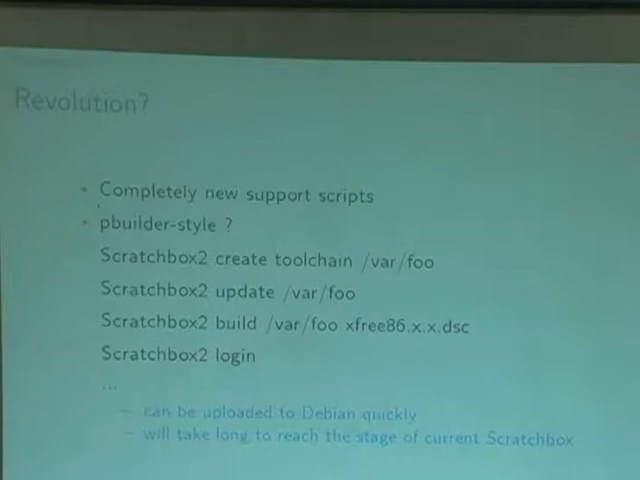 Revolution?
• Completely new support scripts
• pbuilder-style ?
Scratchbox2 create toolchain /var/foo
Scratchbox2 update /var/foo
Scratchbox2 build /var/foo xfree86.x.x.dsc
Scratchbox2 login
...
– can be uploaded to Debian quickly
– will take long to reach the stage of current Scratchbox